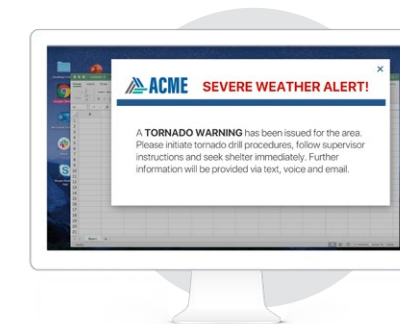 ACME
SEVERE WEATHER ALERT!
A TORNADO WARNING has been issued for the area.
Please initiate tornado drill procedures, follow supervisor
instructions and seek shelter immediately. Further
information will be provided via text, voice and email.